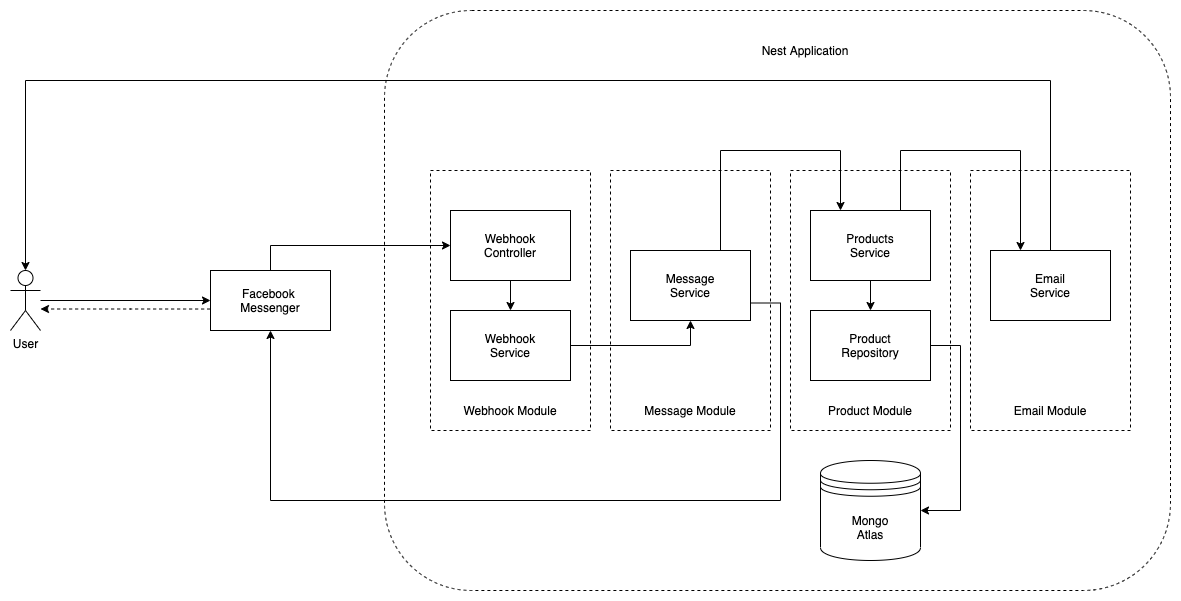 Nest Application
Webhook
Controller
Products
Service
Message
Service
Email
Service
Facebook
Messenger
User
Webhook
Service
Product
Repository
Webhook Module
Message Module
Product Module
Email Module
Mongo
Atlas